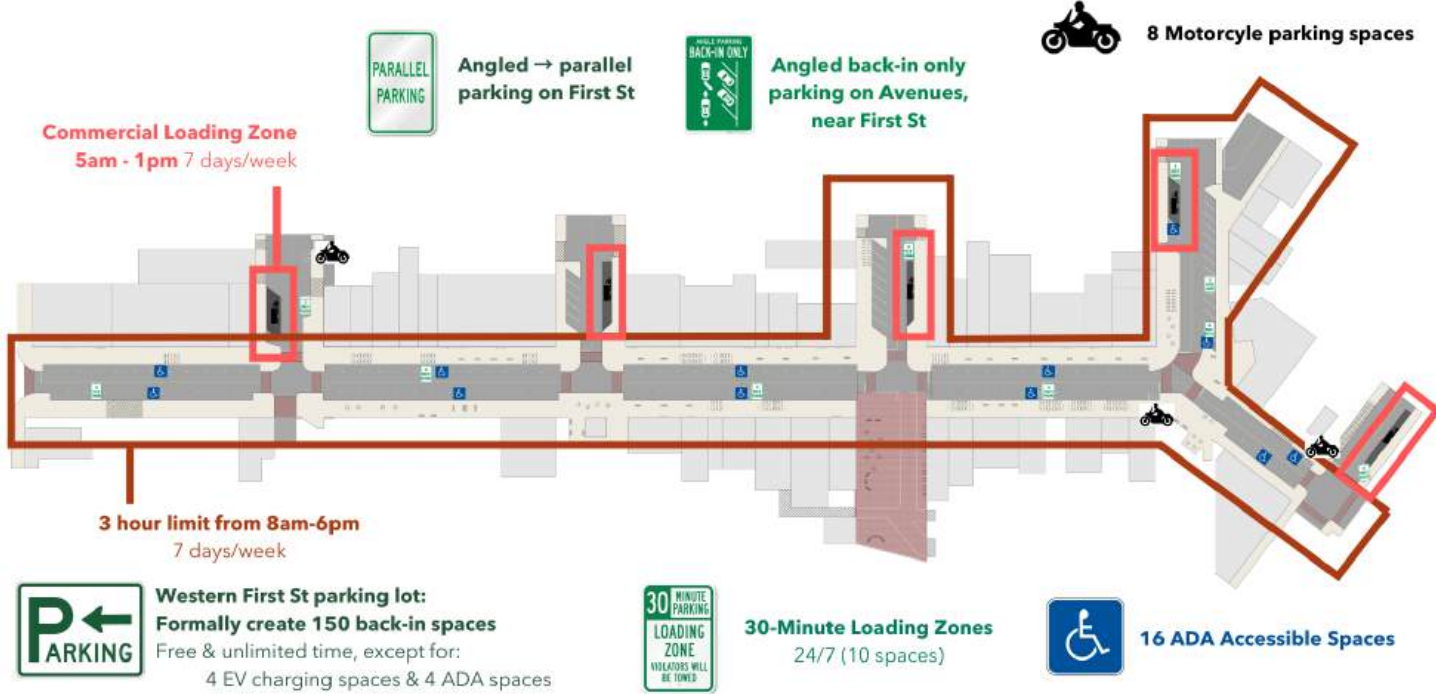 8 Motorcyle parking spaces
PARALLEL
PARKING
Angled → parallel
parking on First St
ANGLE PARKING
BACK-IN ONLY
Angled back-in only
parking on Avenues,
near First St
Commercial Loading Zone
5am - 1pm 7 days/week
3 hour limit from 8am-6pm
7 days/week
PARKING
Western First St parking lot:
Formally create 150 back-in spaces
Free & unlimited time, except for:
4 EV charging spaces & 4 ADA spaces
30 MINUTE
PARKING
LOADING
ZONE
VIOLATORS WILL
BE TOWED
30-Minute Loading Zones
24/7 (10 spaces)
16 ADA Accessible Spaces